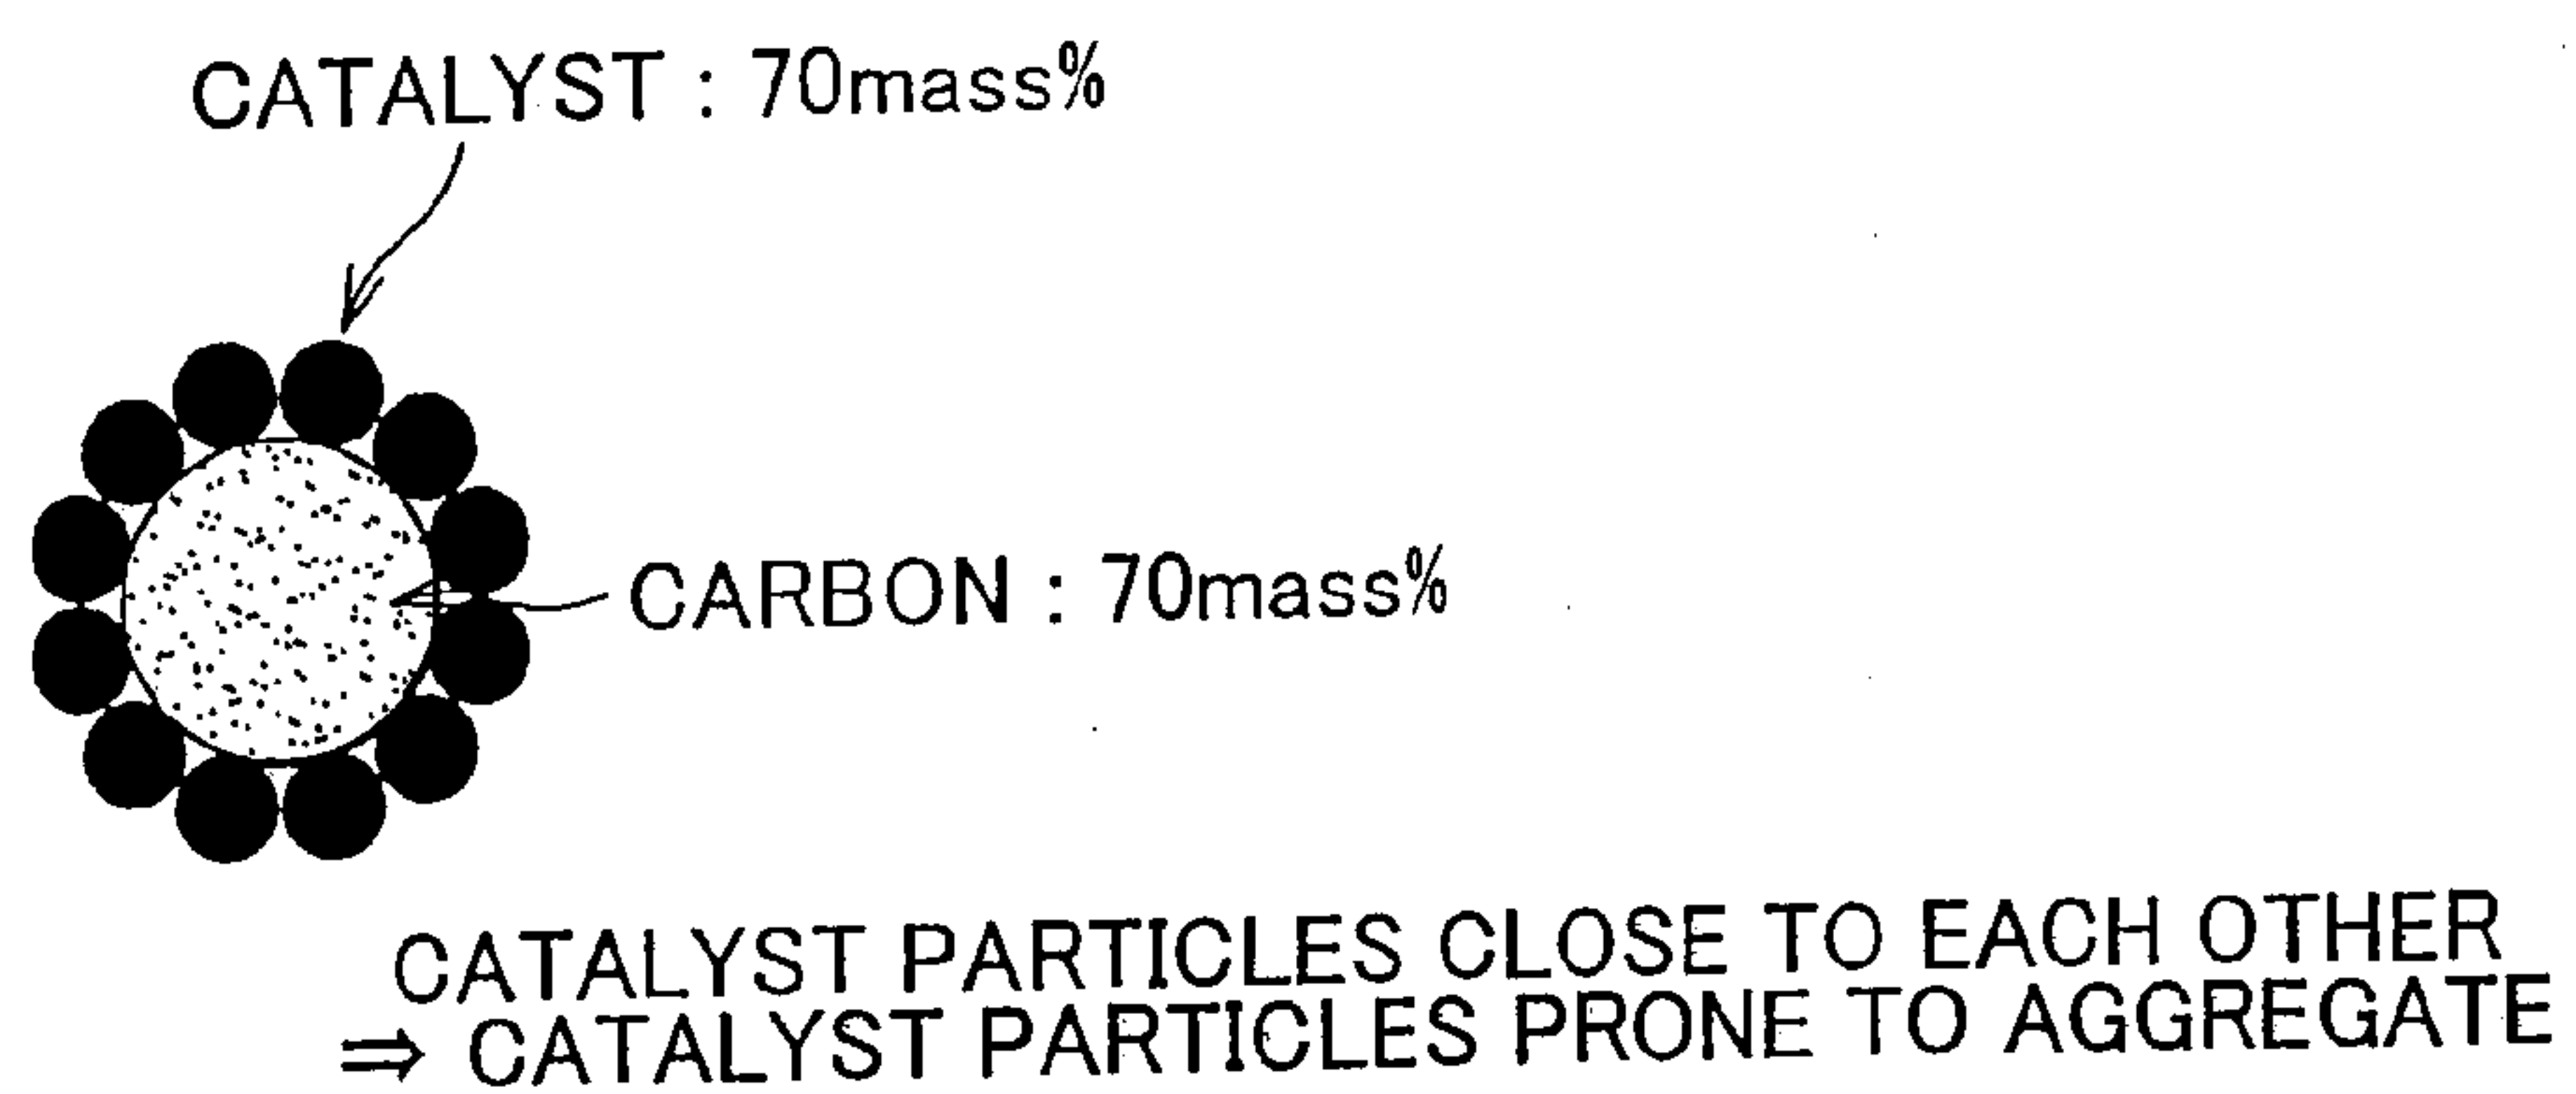 CATALYST : 70mass%
CARBON : 70mass%
CATALYST PARTICLES CLOSE TO EACH OTHER
⇒ CATALYST PARTICLES PRONE TO AGGREGATE